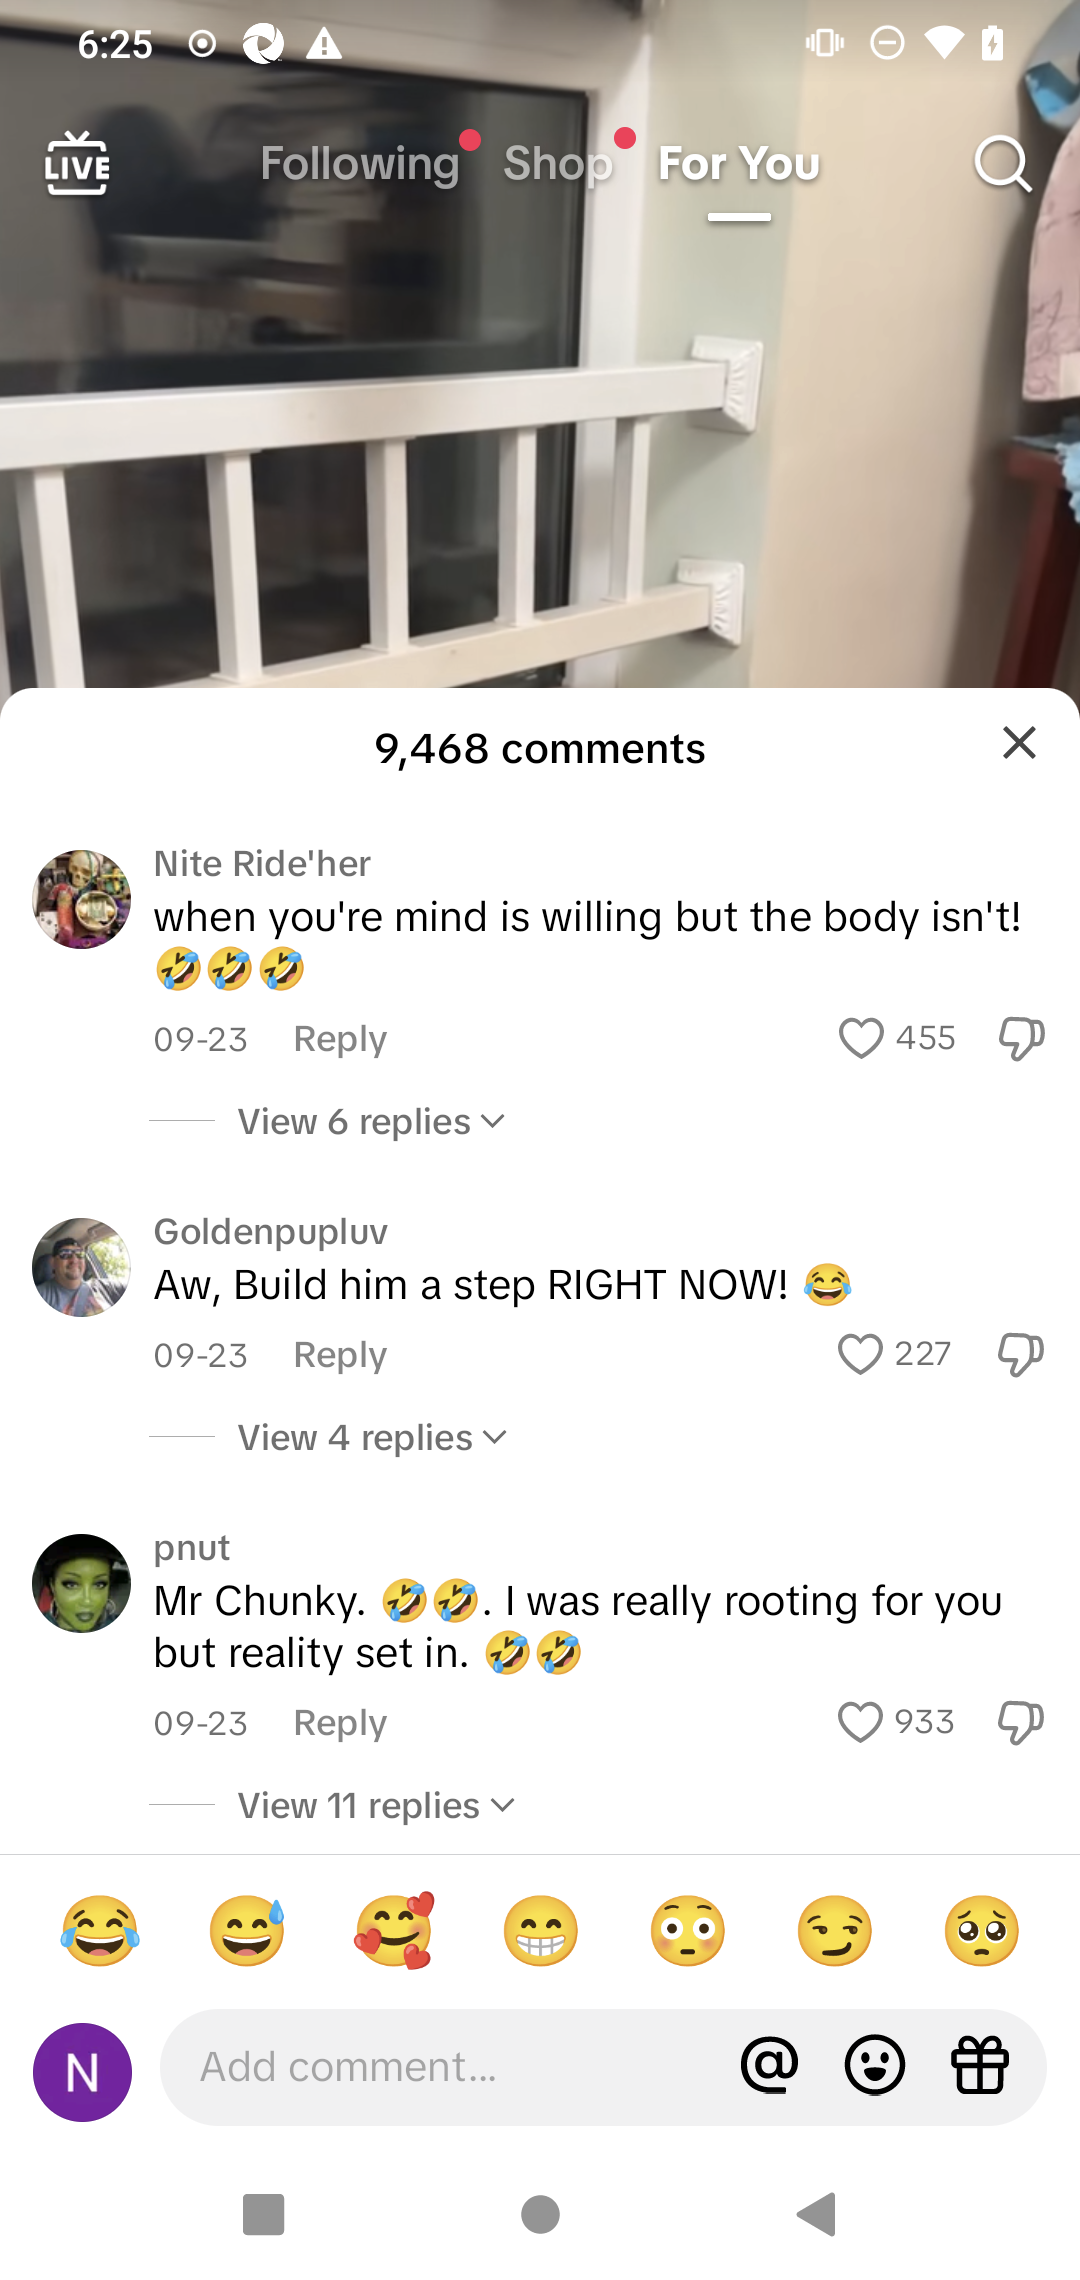 6:25
LIVE Following Shop For You
9,468 comments
Nite Ride'her
when you're mind is willing but the body isn't!
🤣🤣🤣
09-23 Reply 455
View 6 replies
Goldenpupluv
Aw, Build him a step RIGHT NOW! 😂
09-23 Reply 227
View 4 replies
pnut
Mr Chunky. 🤣🤣. I was really rooting for you
but reality set in. 🤣🤣
09-23 Reply 933
View 11 replies
N Add comment...